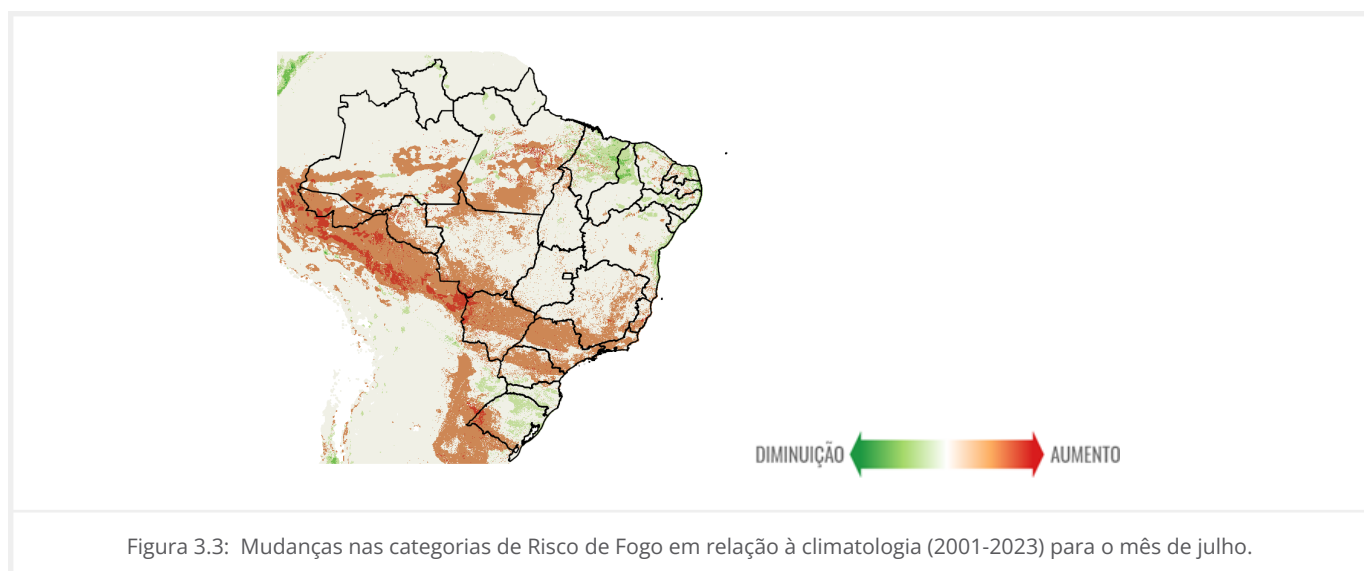 DIMINUIÇÃO
AUMENTO
Figura 3.3: Mudanças nas categorias de Risco de Fogo em relação à climatologia (2001-2023) para o mês de julho.